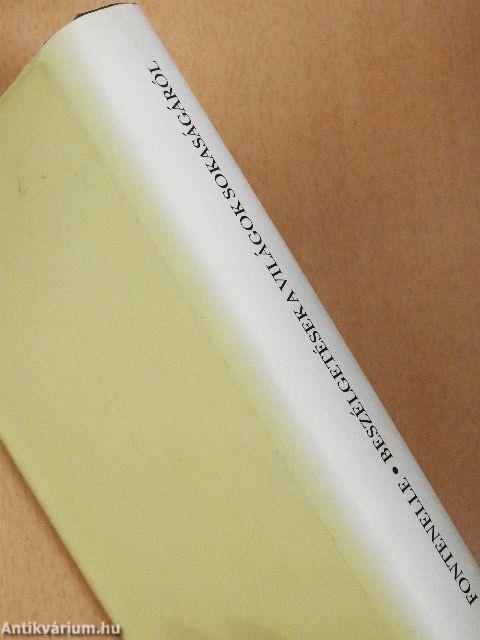 FONTENELLE • BESZÉLGETÉSEK A VILÁGOK SOKASÁGÁRÓL
Antikvárium.hu